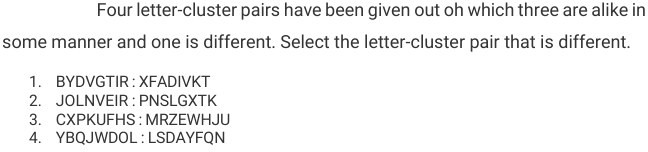 Four letter-cluster pairs have been given out oh which three are alike in
some manner and one is different. Select the letter-cluster pair that is different.
1. BYDVGTIR : XFADIVKT
2. JOLNVEIR : PNSLGXTK
3. CXPKUFHS : MRZEWHJU
4. YBQJWDOL : LSDAYFQN